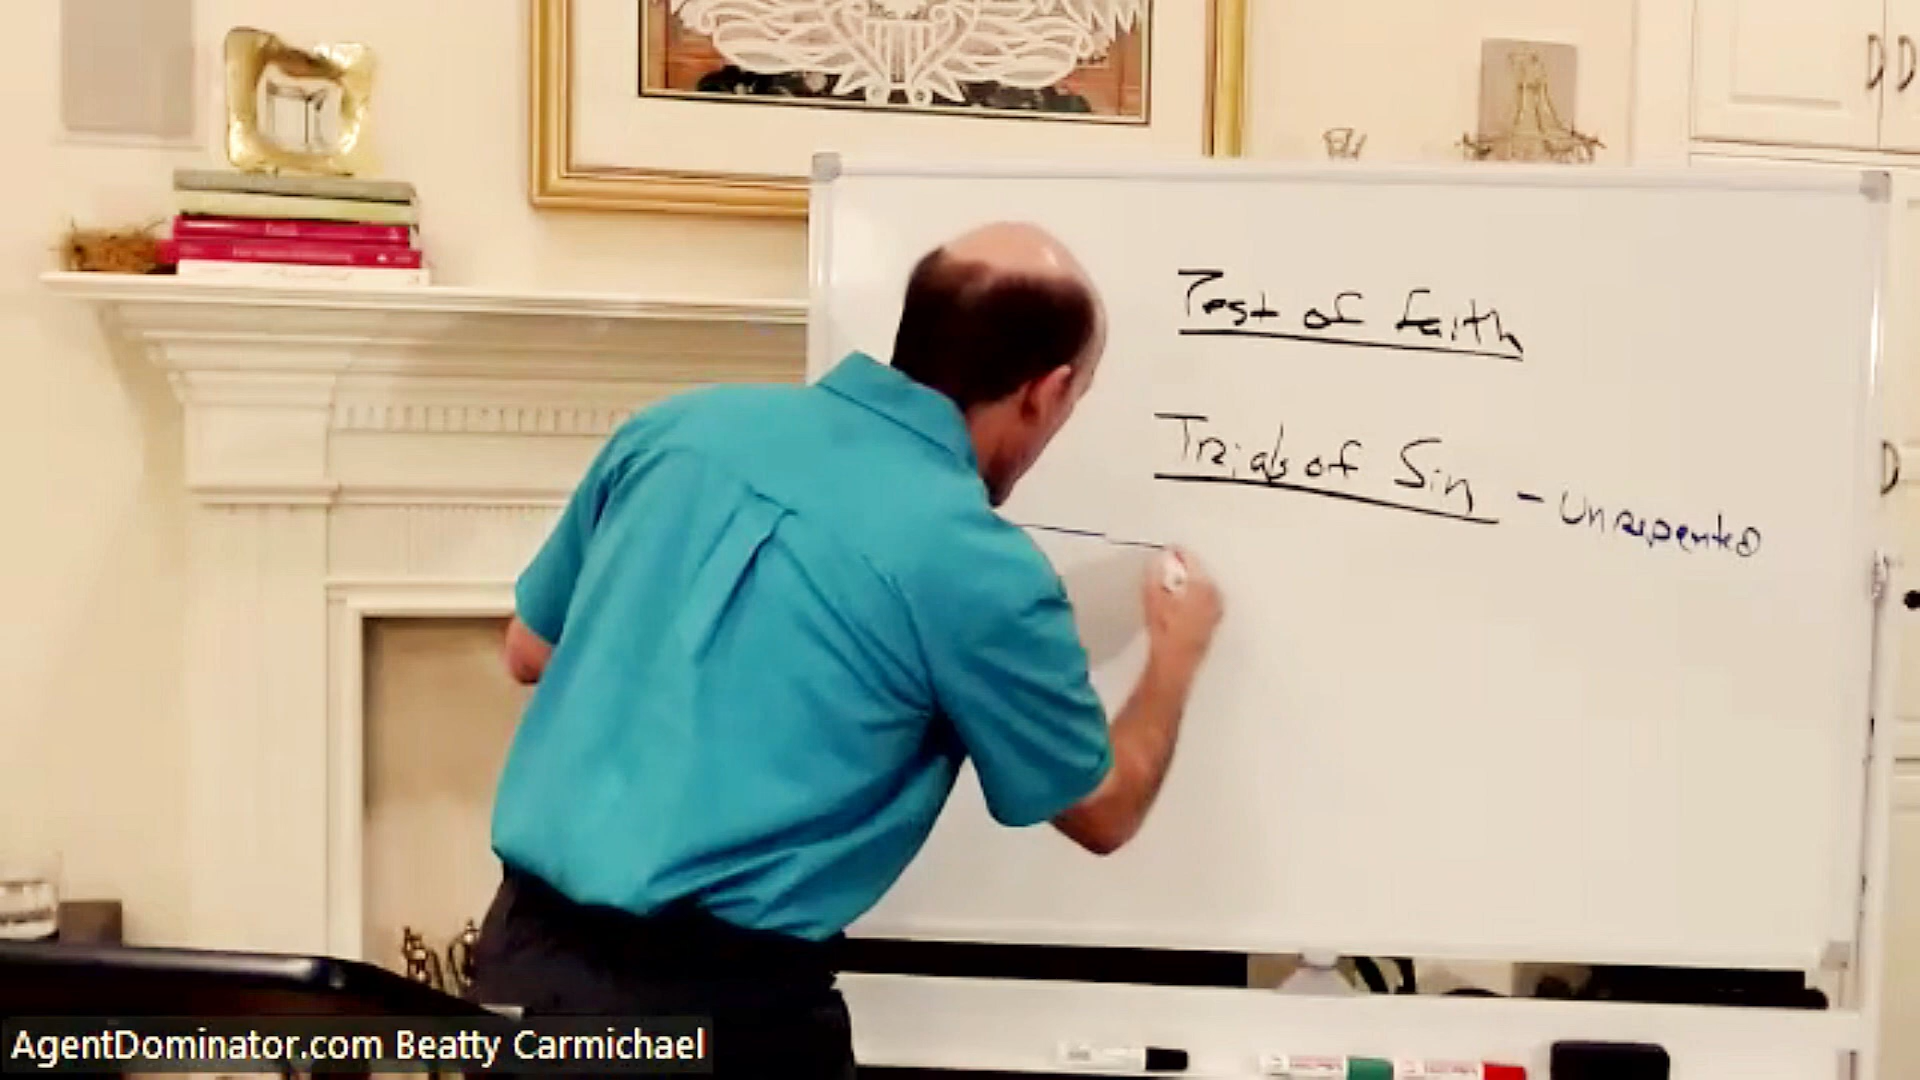 Test of faith
Trials of Sin - unrepented
AgentDominator.com Beatty Carmichael